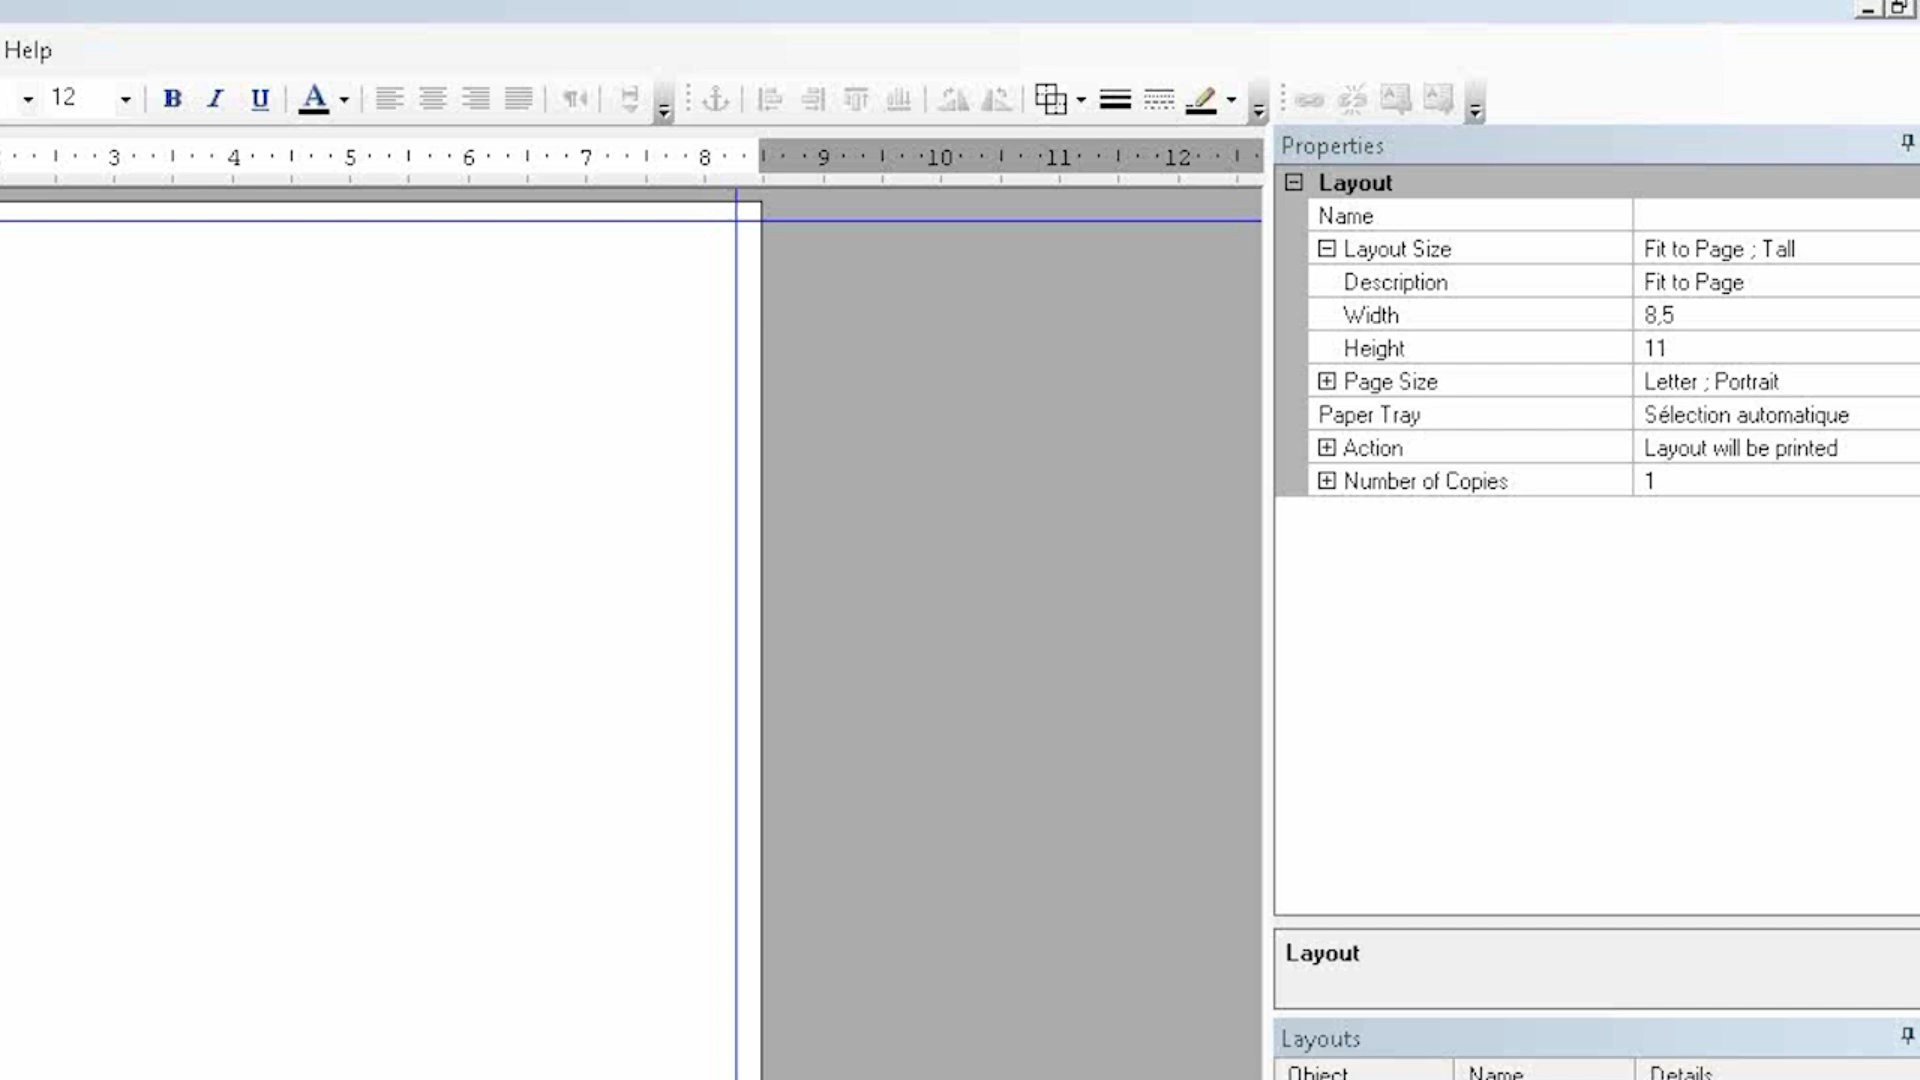 Help
12 B I U A
3 4 5 6 7 8 9 10 11 12
Properties
Layout
Name
Layout Size Fit to Page ; Tall
Description Fit to Page
Width 8,5
Height 11
Page Size Letter ; Portrait
Paper Tray Sélection automatique
Action Layout will be printed
Number of Copies 1
Layout
Layouts
Object Name Details